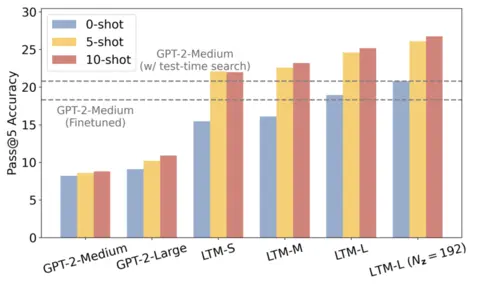 30
25
20
15
10
5
0
Pass@5 Accuracy
0-shot
5-shot
10-shot
GPT-2-Medium
(w/ test-time search)
GPT-2-Medium
(Finetuned)
GPT-2-Medium
GPT-2-Large
LTM-S
LTM-M
LTM-L
LTM-L (N_z = 192)